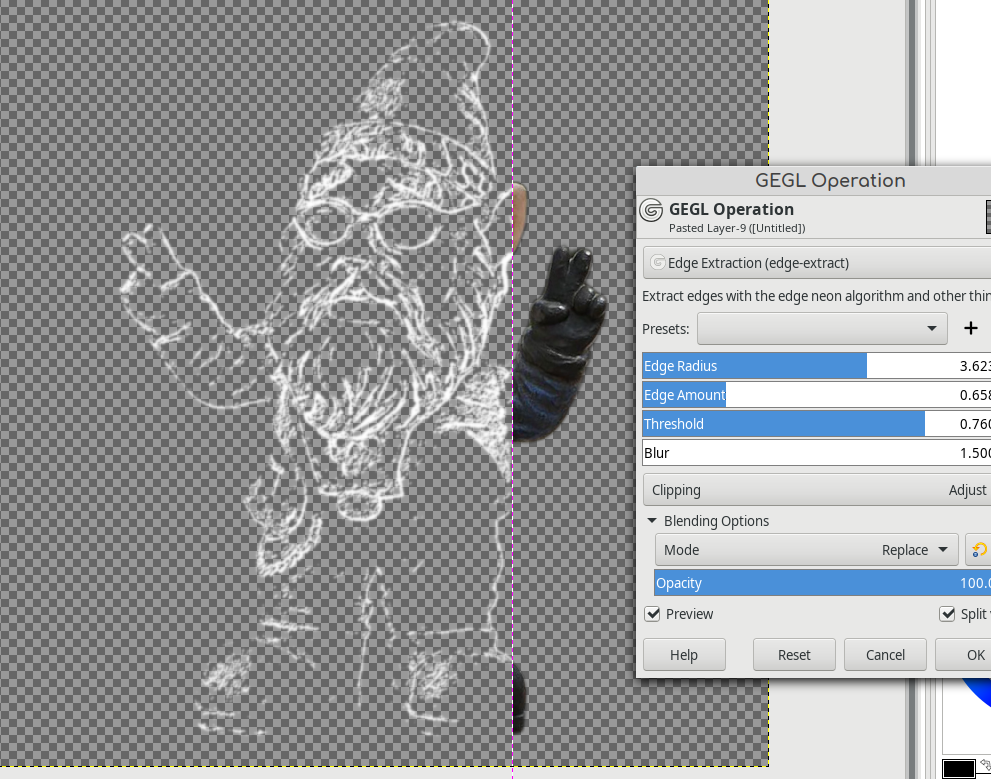 GEGL Operation
GEGL Operation
Pasted Layer-9 ([Untitled])
Edge Extraction (edge-extract)
Extract edges with the edge neon algorithm and other thin
Presets:
Edge Radius 3.623
Edge Amount 0.658
Threshold 0.760
Blur 1.500
Clipping Adjust
Blending Options
Mode Replace
Opacity 100.0
Preview Split
Help Reset Cancel OK